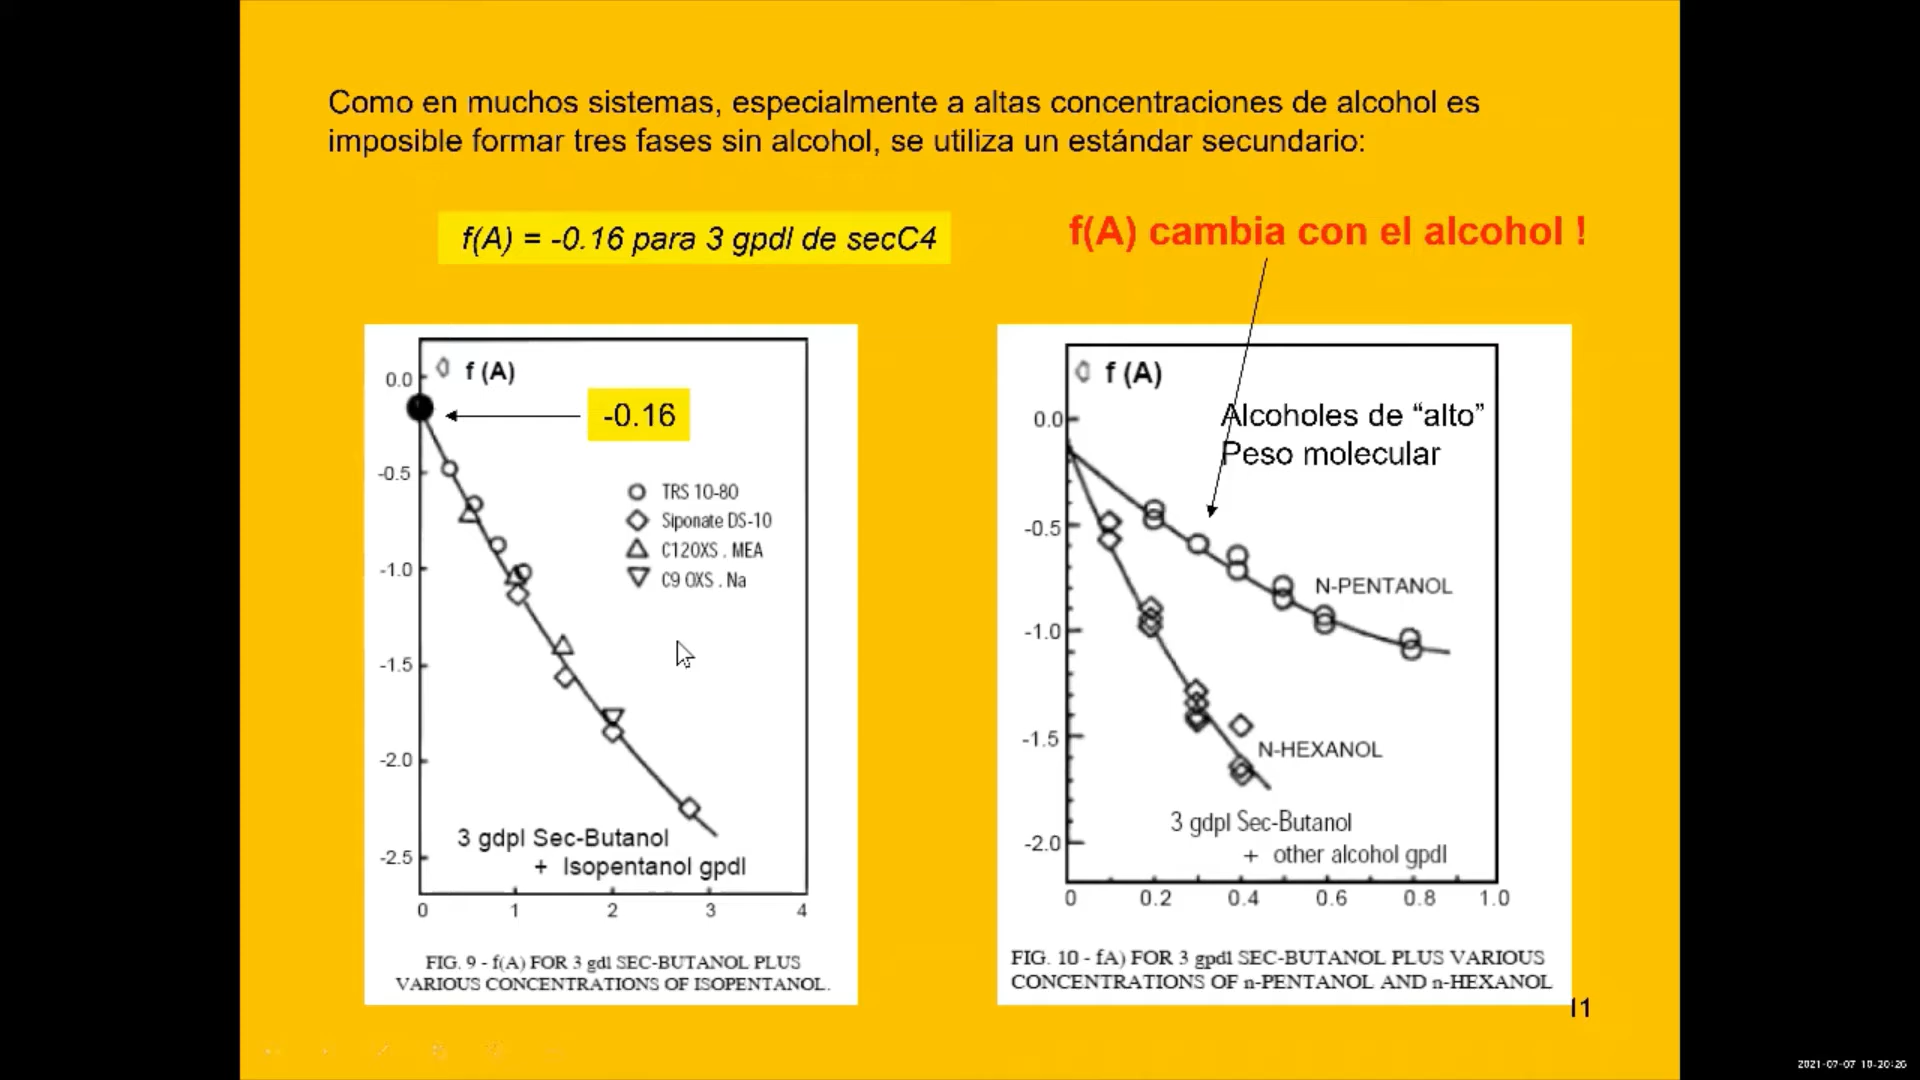 Como en muchos sistemas, especialmente a altas concentraciones de alcohol es
imposible formar tres fases sin alcohol, se utiliza un estándar secundario:
f(A) = -0.16 para 3 gpdl de secC4
f(A) cambia con el alcohol !
f (A)
0.0
-0.16
-0.5
TRS 10-80
Siponate DS-10
C12OXS . MEA
C9 OXS . Na
-1.0
-1.5
-2.0
-2.5
3 gdpl Sec-Butanol
+ Isopentanol gpdl
0 1 2 3 4
FIG. 9 - f(A) FOR 3 gdl SEC-BUTANOL PLUS
VARIOUS CONCENTRATIONS OF ISOPENTANOL.
f (A)
Alcoholes de “alto”
Peso molecular
0.0
-0.5
N-PENTANOL
-1.0
-1.5
N-HEXANOL
-2.0
3 gdpl Sec-Butanol
+ other alcohol gpdl
0 0.2 0.4 0.6 0.8 1.0
FIG. 10 - fA) FOR 3 gpdl SEC-BUTANOL PLUS VARIOUS
CONCENTRATIONS OF n-PENTANOL AND n-HEXANOL
11
2021-07-07 10:20:26